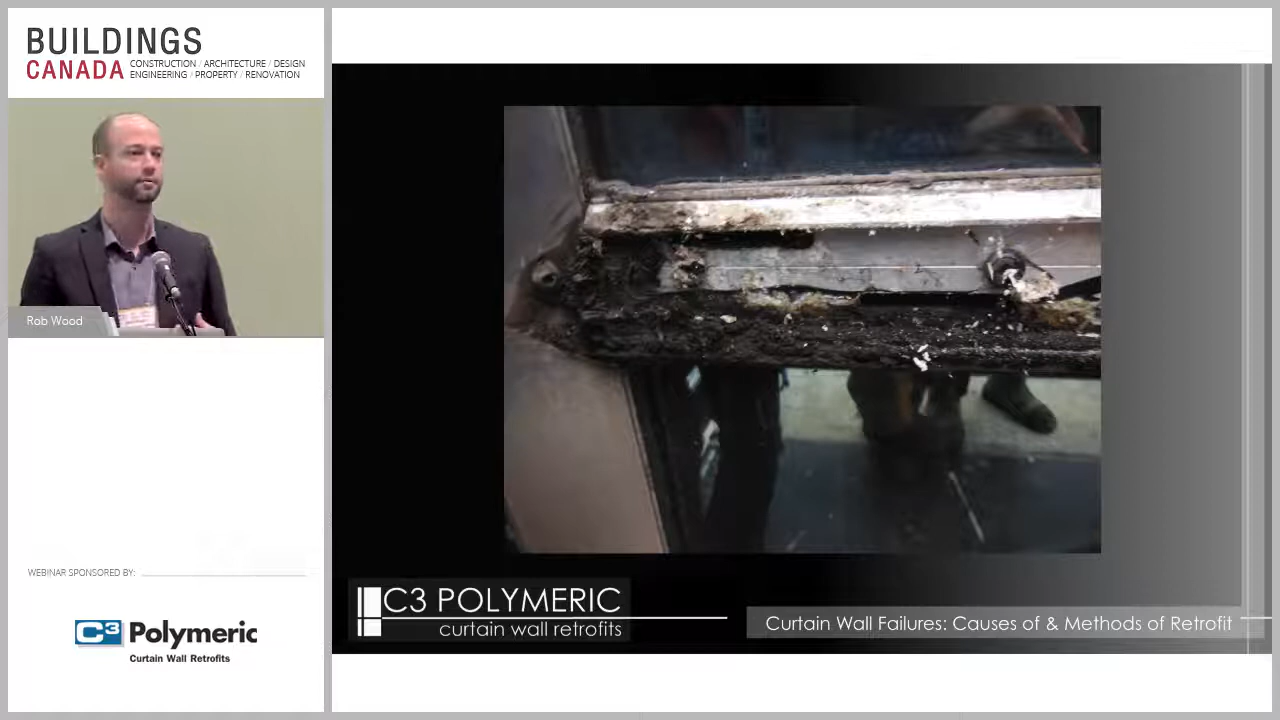 BUILDINGS
CANADA CONSTRUCTION / ARCHITECTURE / DESIGN
ENGINEERING / PROPERTY / RENOVATION
Rob Wood
WEBINAR SPONSORED BY:
C3 Polymeric
Curtain Wall Retrofits
C3 POLYMERIC
curtain wall retrofits
Curtain Wall Failures: Causes of & Methods of Retrofit